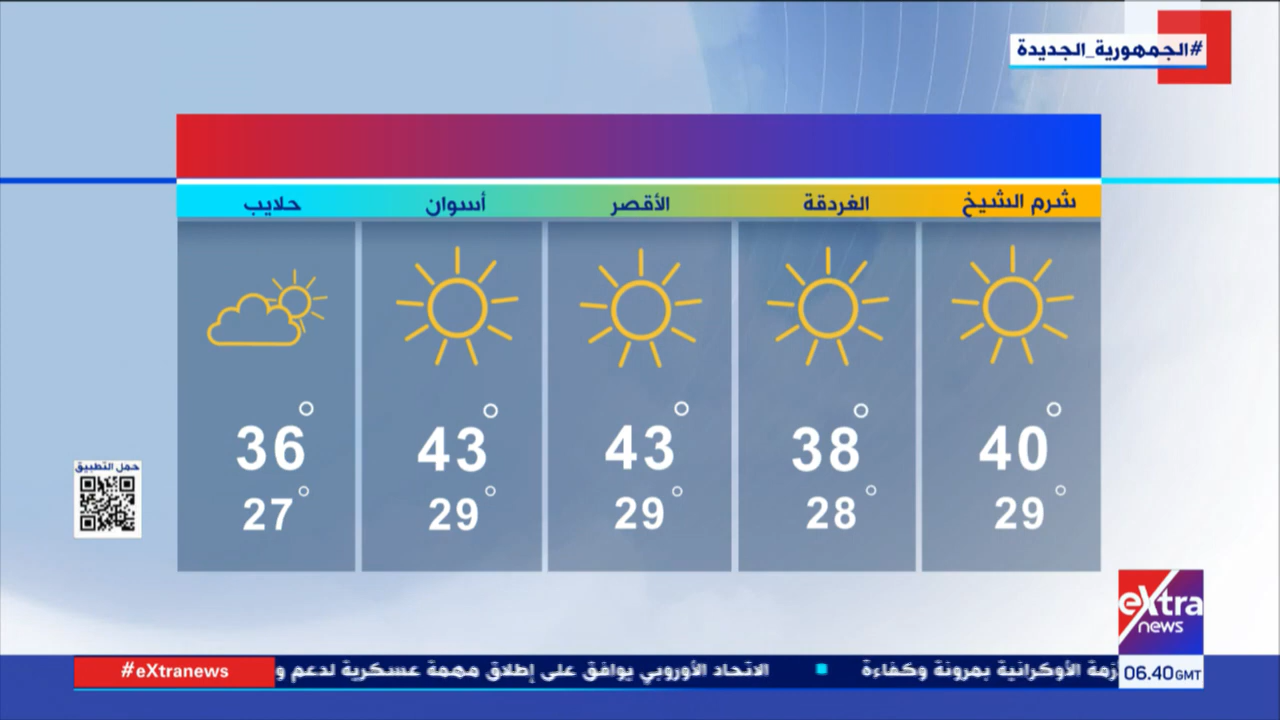 #الجمهورية_الجديدة
شرم الشيخ الغردقة الأقصر أسوان حلايب
40° 38° 43° 43° 36°
29° 28° 29° 29° 27°
حمل التطبيق
eXtra
news
06.40GMT
زمة الأوكرانية بمرونة وكفاءة ▪ الاتحاد الأوروبي يوافق على إطلاق مهمة عسكرية لدعم و
#eXtranews